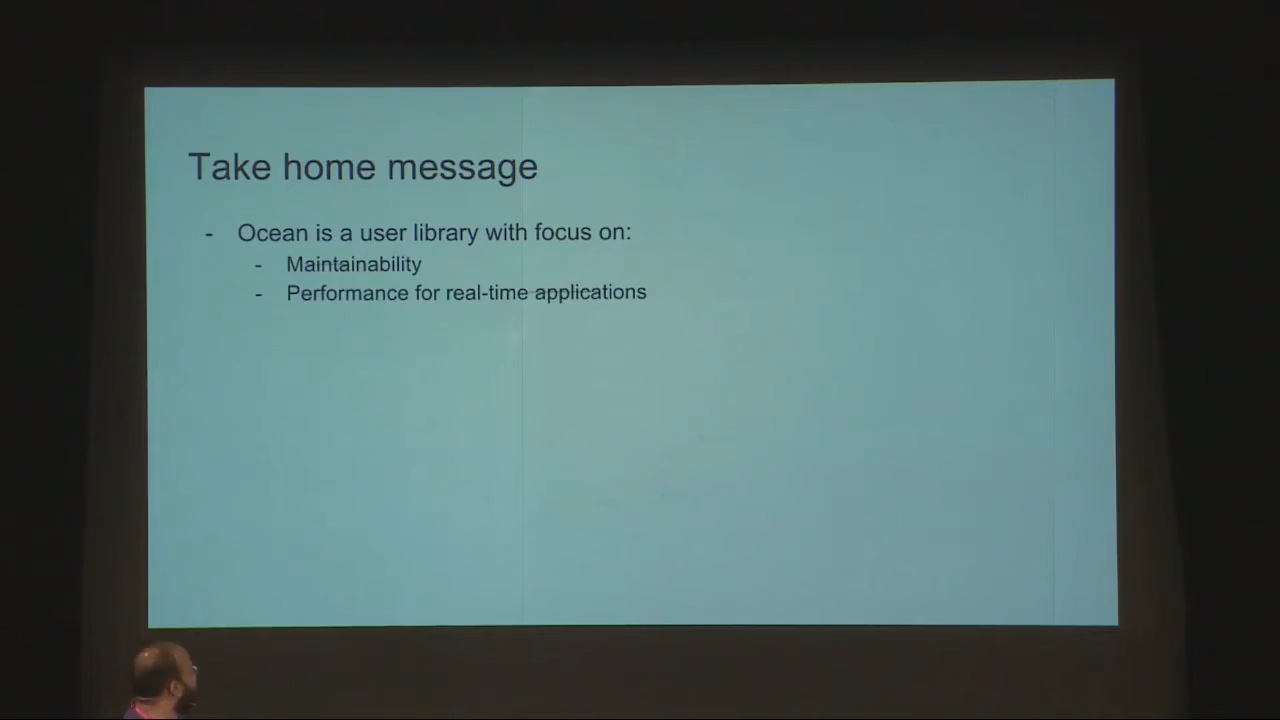 Take home message
- Ocean is a user library with focus on:
- Maintainability
- Performance for real-time applications